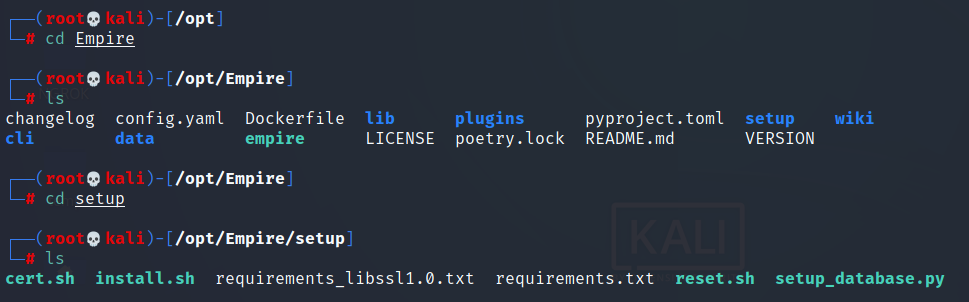 ┌──(root💀kali)-[/opt]
└─# cd Empire
┌──(root💀kali)-[/opt/Empire]
└─# ls
changelog  config.yaml  Dockerfile  lib      plugins      pyproject.toml  setup    wiki
cli        data         empire      LICENSE  poetry.lock  README.md       VERSION
┌──(root💀kali)-[/opt/Empire]
└─# cd setup
┌──(root💀kali)-[/opt/Empire/setup]
└─# ls
cert.sh  install.sh  requirements_libssl1.0.txt  requirements.txt  reset.sh  setup_database.py
KALI